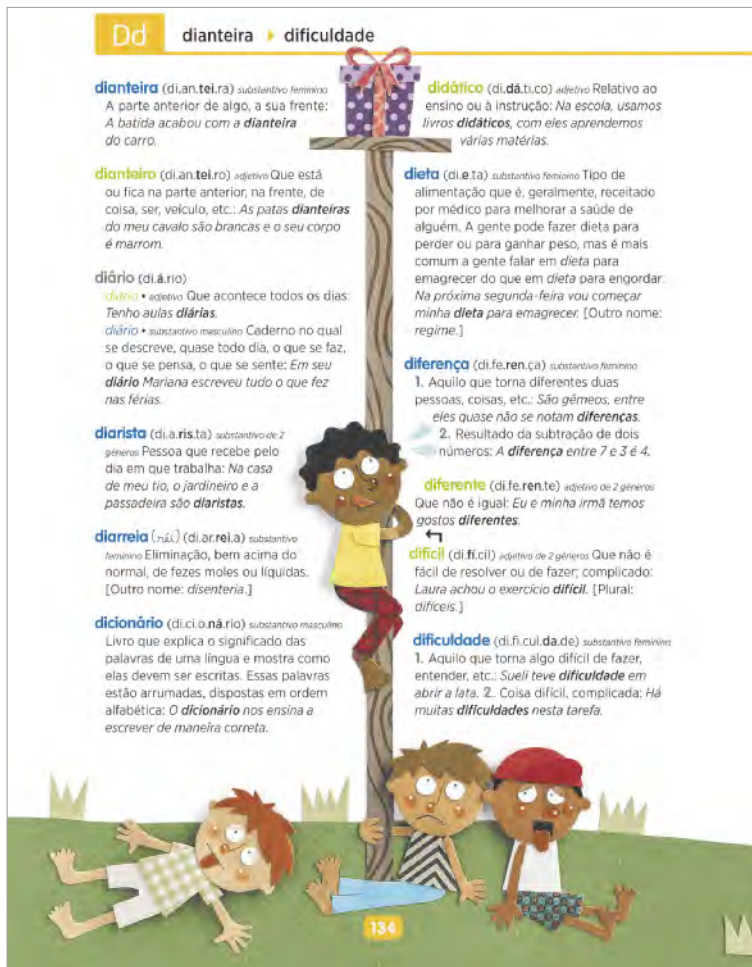 Dd dianteira ▸ dificuldade
dianteira (di.an.tei.ra) substantivo feminino
A parte anterior de algo, a sua frente:
A batida acabou com a dianteira
do carro.
dianteiro (di.an.tei.ro) adjetivo Que está
ou fica na parte anterior, na frente, de
coisa, ser, veículo, etc.: As patas dianteiras
do meu cavalo são brancas e o seu corpo
é marrom.
diário (di.á.rio)
diário • adjetivo Que acontece todos os dias:
Tenho aulas diárias.
diário • substantivo masculino Caderno no qual
se descreve, quase todo dia, o que se faz,
o que se pensa, o que se sente: Em seu
diário Mariana escreveu tudo o que fez
nas férias.
diarista (di.a.ris.ta) substantivo de 2
gêneros Pessoa que recebe pelo
dia em que trabalha: Na casa
de meu tio, o jardineiro e a
passadeira são diaristas.
diarreia (réi) (di.ar.rei.a) substantivo
feminino Eliminação, bem acima do
normal, de fezes moles ou líquidas.
[Outro nome: disenteria.]
dicionário (di.ci.o.ná.rio) substantivo masculino
Livro que explica o significado das
palavras de uma língua e mostra como
elas devem ser escritas. Essas palavras
estão arrumadas, dispostas em ordem
alfabética: O dicionário nos ensina a
escrever de maneira correta.
didático (di.dá.ti.co) adjetivo Relativo ao
ensino ou à instrução: Na escola, usamos
livros didáticos, com eles aprendemos
várias matérias.
dieta (di.e.ta) substantivo feminino Tipo de
alimentação que é, geralmente, receitado
por médico para melhorar a saúde de
alguém. A gente pode fazer dieta para
perder ou para ganhar peso, mas é mais
comum a gente falar em dieta para
emagrecer do que em dieta para engordar:
Na próxima segunda-feira vou começar
minha dieta para emagrecer. [Outro nome:
regime.]
diferença (di.fe.ren.ça) substantivo feminino
1. Aquilo que torna diferentes duas
pessoas, coisas, etc.: São gêmeos, entre
eles quase não se notam diferenças.
2. Resultado da subtração de dois
números: A diferença entre 7 e 3 é 4.
diferente (di.fe.ren.te) adjetivo de 2 gêneros
Que não é igual: Eu e minha irmã temos
gostos diferentes.
difícil (di.fí.cil) adjetivo de 2 gêneros Que não é
fácil de resolver ou de fazer; complicado:
Laura achou o exercício difícil. [Plural:
difíceis.]
dificuldade (di.fi.cul.da.de) substantivo feminino
1. Aquilo que torna algo difícil de fazer,
entender, etc.: Sueli teve dificuldade em
abrir a lata. 2. Coisa difícil, complicada: Há
muitas dificuldades nesta tarefa.
134